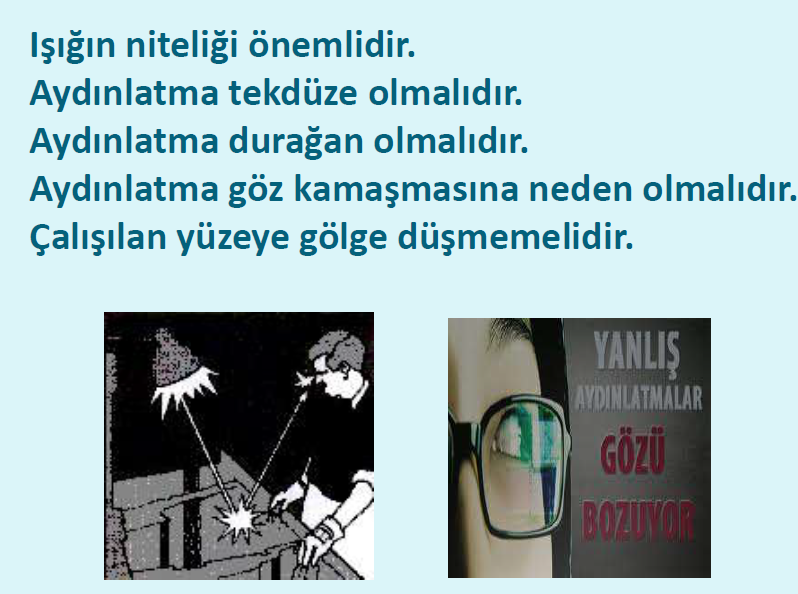 Işığın niteliği önemlidir.
Aydınlatma tekdüze olmalıdır.
Aydınlatma durağan olmalıdır.
Aydınlatma göz kamaşmasına neden olmalıdır.
Çalışılan yüzeye gölge düşmemelidir.
YANLIŞ
AYDINLATMALAR
GÖZÜ
BOZUYOR